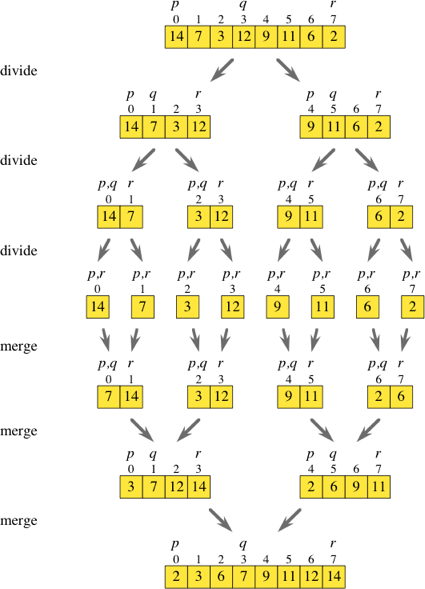 p q r
0 1 2 3 4 5 6 7
14 7 3 12 9 11 6 2
divide
p q r p q r
0 1 2 3 4 5 6 7
14 7 3 12 9 11 6 2
divide
p,q r p,q r p,q r p,q r
0 1 2 3 4 5 6 7
14 7 3 12 9 11 6 2
divide
p,r p,r p,r p,r p,r p,r p,r p,r
0 1 2 3 4 5 6 7
14 7 3 12 9 11 6 2
merge
p,q r p,q r p,q r p,q r
0 1 2 3 4 5 6 7
7 14 3 12 9 11 2 6
merge
p q r p q r
0 1 2 3 4 5 6 7
3 7 12 14 2 6 9 11
merge
p q r
0 1 2 3 4 5 6 7
2 3 6 7 9 11 12 14